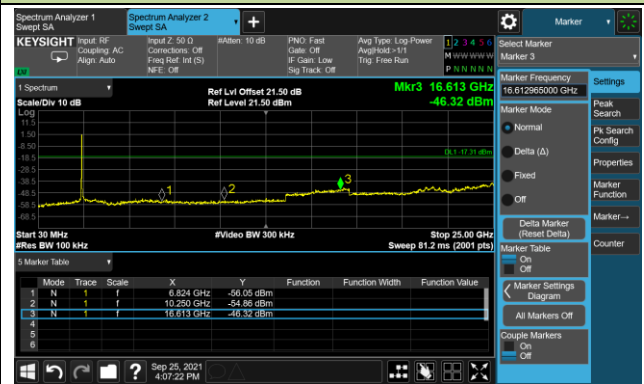 Spectrum Analyzer 1
Swept SA
Spectrum Analyzer 2
Swept SA
+
Marker
KEYSIGHT
Input: RF
Coupling: AC
Align: Auto
Input Z: 50 Ω
Corrections: Off
Freq Ref: Int (S)
NFE: Off
#Atten: 10 dB
PNO: Fast
Gate: Off
IF Gain: Low
Sig Track: Off
Avg Type: Log-Power
Avg|Hold:>1/1
Trig: Free Run
1 2 3 4 5 6
M W W W W W
P N N N N N
Select Marker
Marker 3
1 Spectrum
Scale/Div 10 dB
Ref Lvl Offset 21.50 dB
Ref Level 21.50 dBm
Mkr3 16.613 GHz
-46.32 dBm
Log
11.5
1.50
-8.50
-18.5
-28.5
-38.5
-48.5
-58.5
-68.5
DL1 -17.31 dBm
1
2
3
Start 30 MHz
#Res BW 100 kHz
#Video BW 300 kHz
Stop 25.00 GHz
Sweep 81.2 ms (2001 pts)
5 Marker Table
Mode Trace Scale X Y Function Function Width Function Value
1 N 1 f 6.824 GHz -56.05 dBm
2 N 1 f 10.250 GHz -54.86 dBm
3 N 1 f 16.613 GHz -46.32 dBm
4
5
6
Marker Frequency
16.612965000 GHz
Marker Mode
Normal
Delta (Δ)
Fixed
Off
Delta Marker
(Reset Delta)
Marker Table
On
Off
Marker Settings
Diagram
All Markers Off
Couple Markers
On
Off
Settings
Peak
Search
Pk Search
Config
Properties
Marker
Function
Marker→
Counter
?
Sep 25, 2021
4:07:22 PM